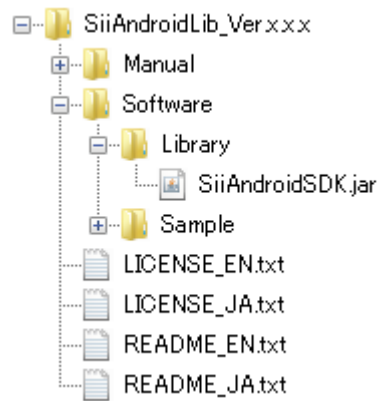 SiiAndroidLib_Ver.x.x.x
Manual
Software
Library
SiiAndroidSDK.jar
Sample
LICENSE_EN.txt
LICENSE_JA.txt
README_EN.txt
README_JA.txt